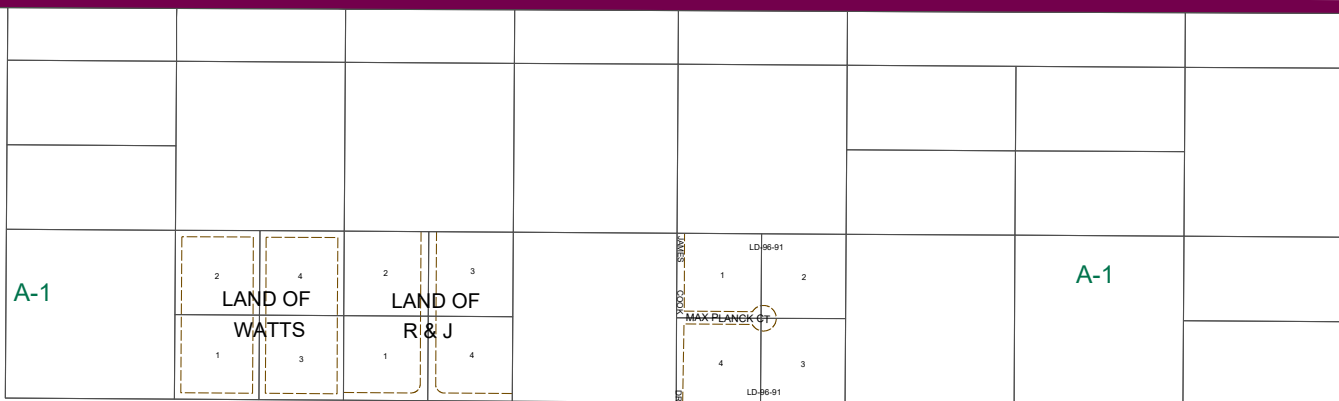 A-1
2
4
LAND OF
WATTS
1
3
2
3
LAND OF
R & J
1
4
JAMES
COOK
DR
LD-96-91
1
2
MAX PLANCK CT
4
3
LD-96-91
A-1